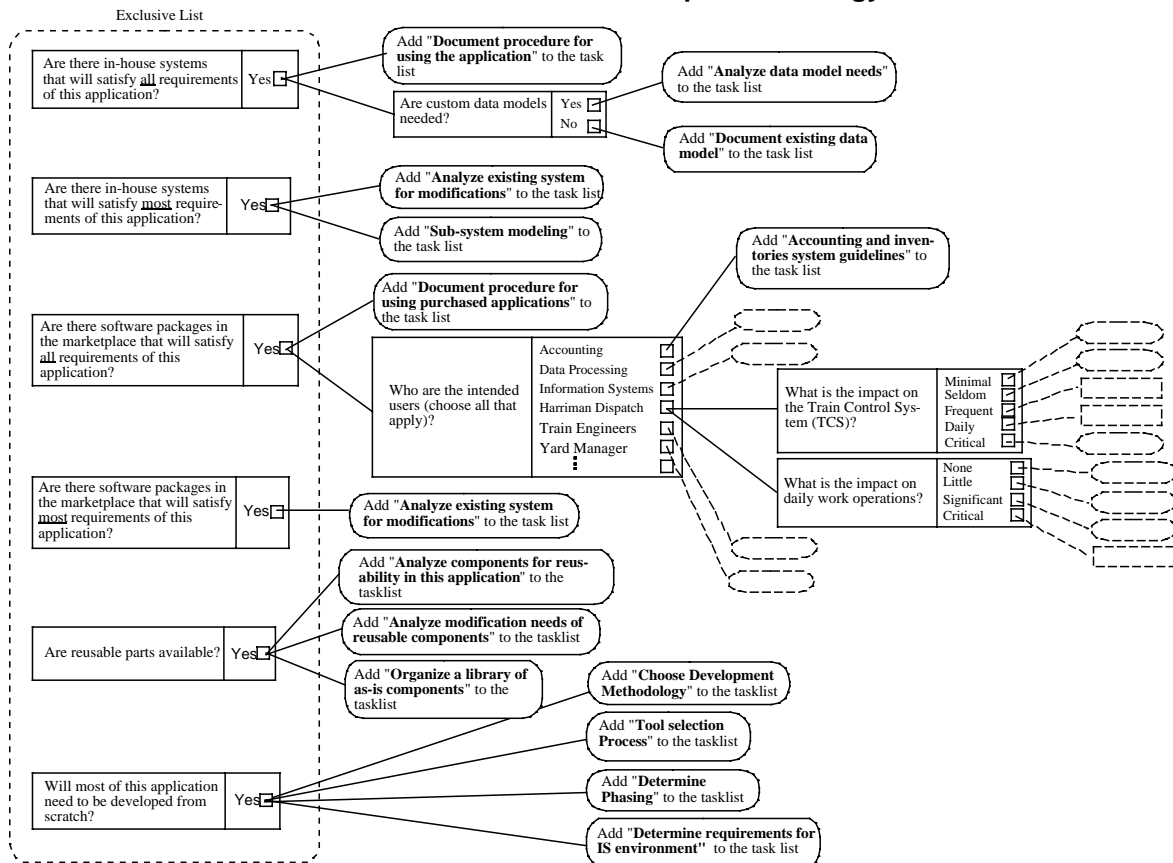 Exclusive List
Are there in-house systems
that will satisfy all requirements
of this application?
Yes
Add "Document procedure for
using the application" to the task
list
Are custom data models
needed?
Yes
No
Add "Analyze data model needs"
to the task list
Add "Document existing data
model" to the task list
Are there in-house systems
that will satisfy most require-
ments of this application?
Yes
Add "Analyze existing system
for modifications" to the task list
Add "Sub-system modeling" to
the task list
Are there software packages in
the marketplace that will satisfy
all requirements of this
application?
Yes
Add "Document procedure for
using purchased applications" to
the task list
Who are the intended
users (choose all that
apply)?
Accounting
Data Processing
Information Systems
Harriman Dispatch
Train Engineers
Yard Manager
Add "Accounting and inven-
tories system guidelines" to
the task list
What is the impact on
the Train Control Sys-
tem (TCS)?
Minimal
Seldom
Frequent
Daily
Critical
What is the impact on
daily work operations?
None
Little
Significant
Critical
Are there software packages in
the marketplace that will satisfy
most requirements of this
application?
Yes
Add "Analyze existing system
for modifications" to the task list
Are reusable parts available?
Yes
Add "Analyze components for reus-
ability in this application" to the
tasklist
Add "Analyze modification needs of
reusable components" to the tasklist
Add "Organize a library of
as-is components" to the
tasklist
Will most of this application
need to be developed from
scratch?
Yes
Add "Choose Development
Methodology" to the tasklist
Add "Tool selection
Process" to the tasklist
Add "Determine
Phasing" to the tasklist
Add "Determine requirements for
IS environment" to the task list